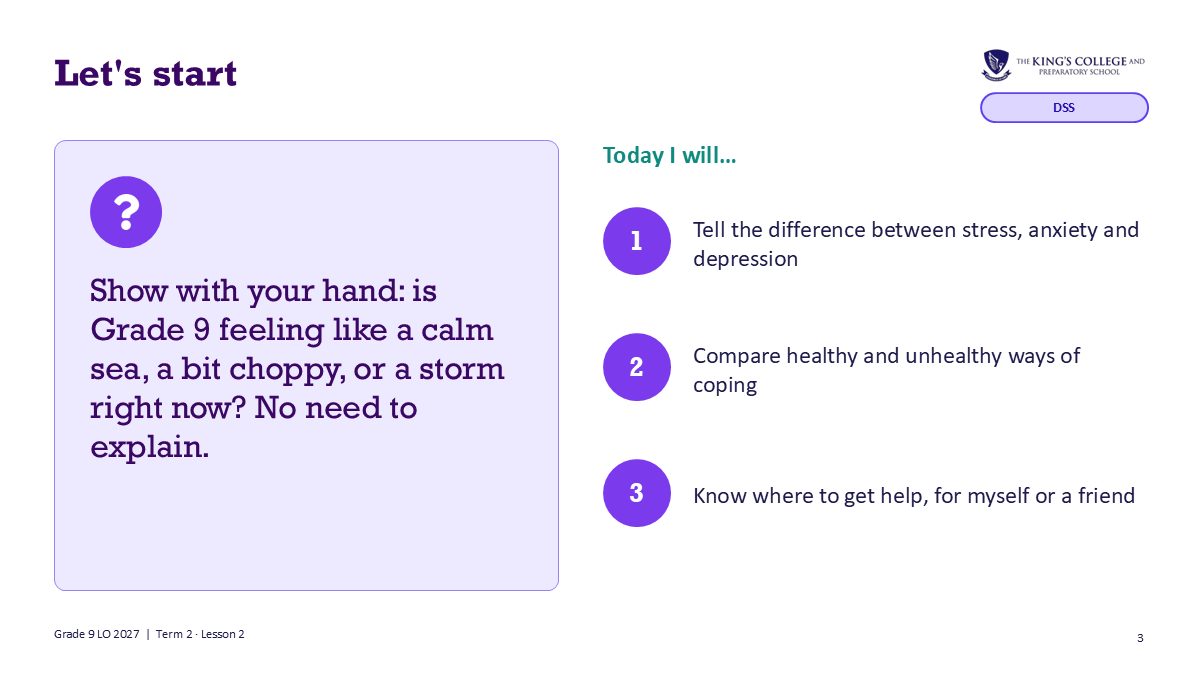 Let's start
THE KING'S COLLEGE AND
PREPARATORY SCHOOL
DSS
?
Show with your hand: is
Grade 9 feeling like a calm
sea, a bit choppy, or a storm
right now? No need to
explain.
Today I will...
1
Tell the difference between stress, anxiety and
depression
2
Compare healthy and unhealthy ways of
coping
3
Know where to get help, for myself or a friend
Grade 9 LO 2027 | Term 2 · Lesson 2
3